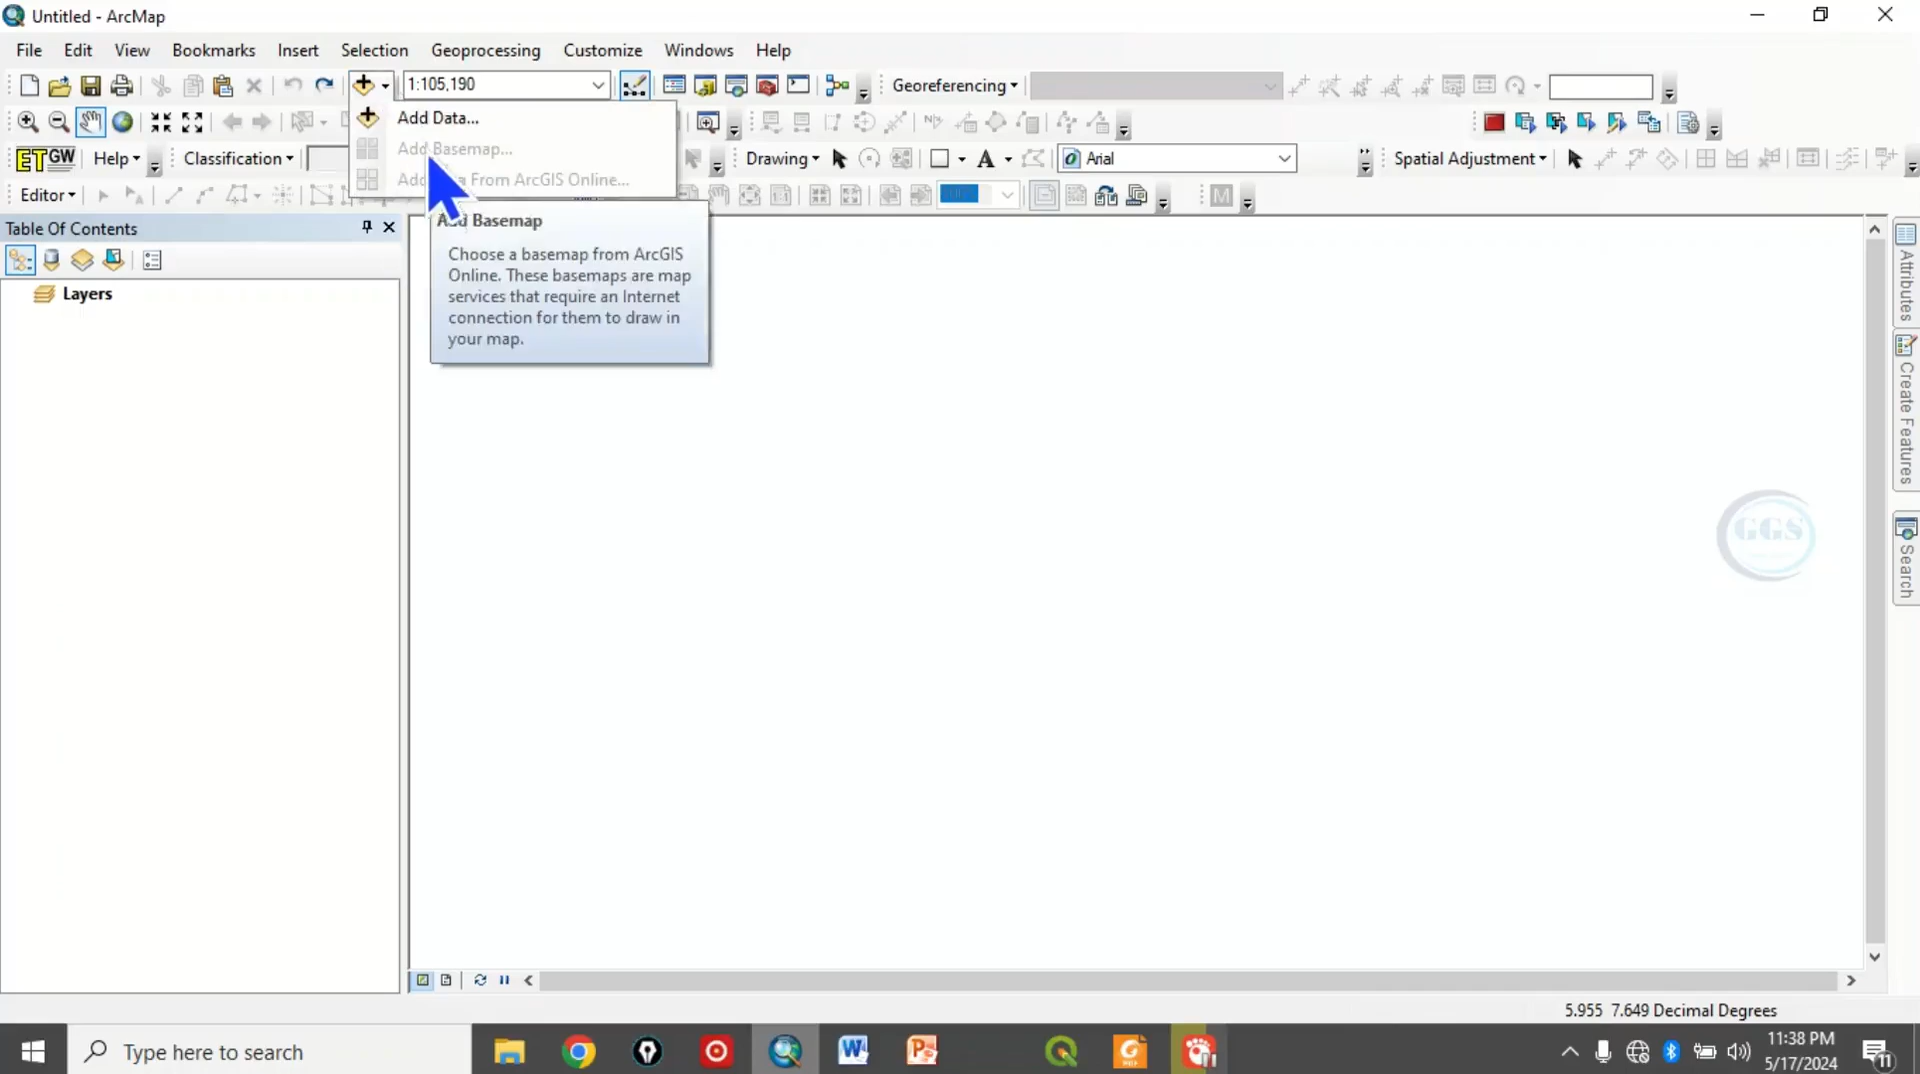 Untitled - ArcMap
File Edit View Bookmarks Insert Selection Geoprocessing Customize Windows Help
1:105,190 Georeferencing
Add Data...
Add Basemap...
ETGW Help Classification Drawing A Arial Spatial Adjustment
From ArcGIS Online...
Editor M
Table Of Contents
Add Basemap
Choose a basemap from ArcGIS
Online. These basemaps are map
services that require an Internet
connection for them to draw in
your map.
Layers
Attributes
Create Features
Search
GGS
5.955 7.649 Decimal Degrees
Type here to search
11:38 PM
5/17/2024
11